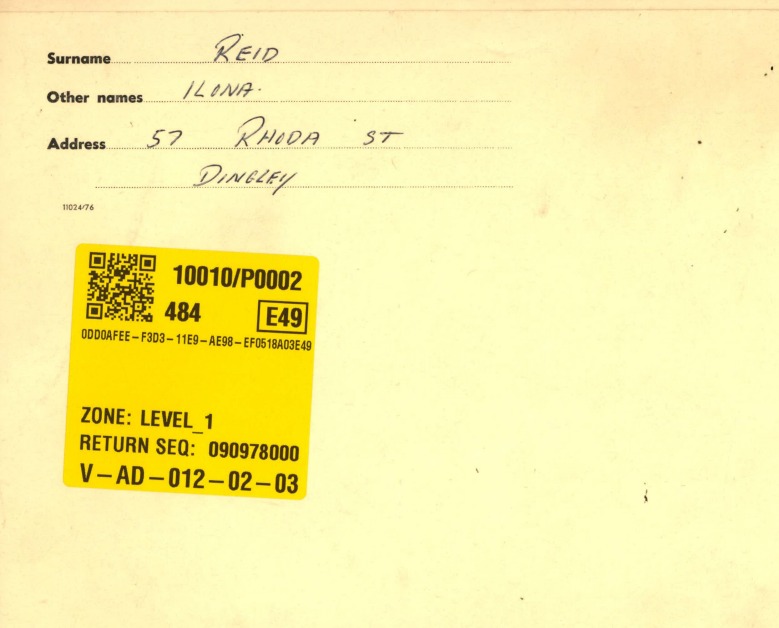 Surname REID
Other names ILONA.
Address 57 RHODA ST
DINGLEY
11024/76
10010/P0002
484 E49
0DD0AFEE-F3D3-11E9-AE98-EF0518A03E49
ZONE: LEVEL_1
RETURN SEQ: 090978000
V-AD-012-02-03